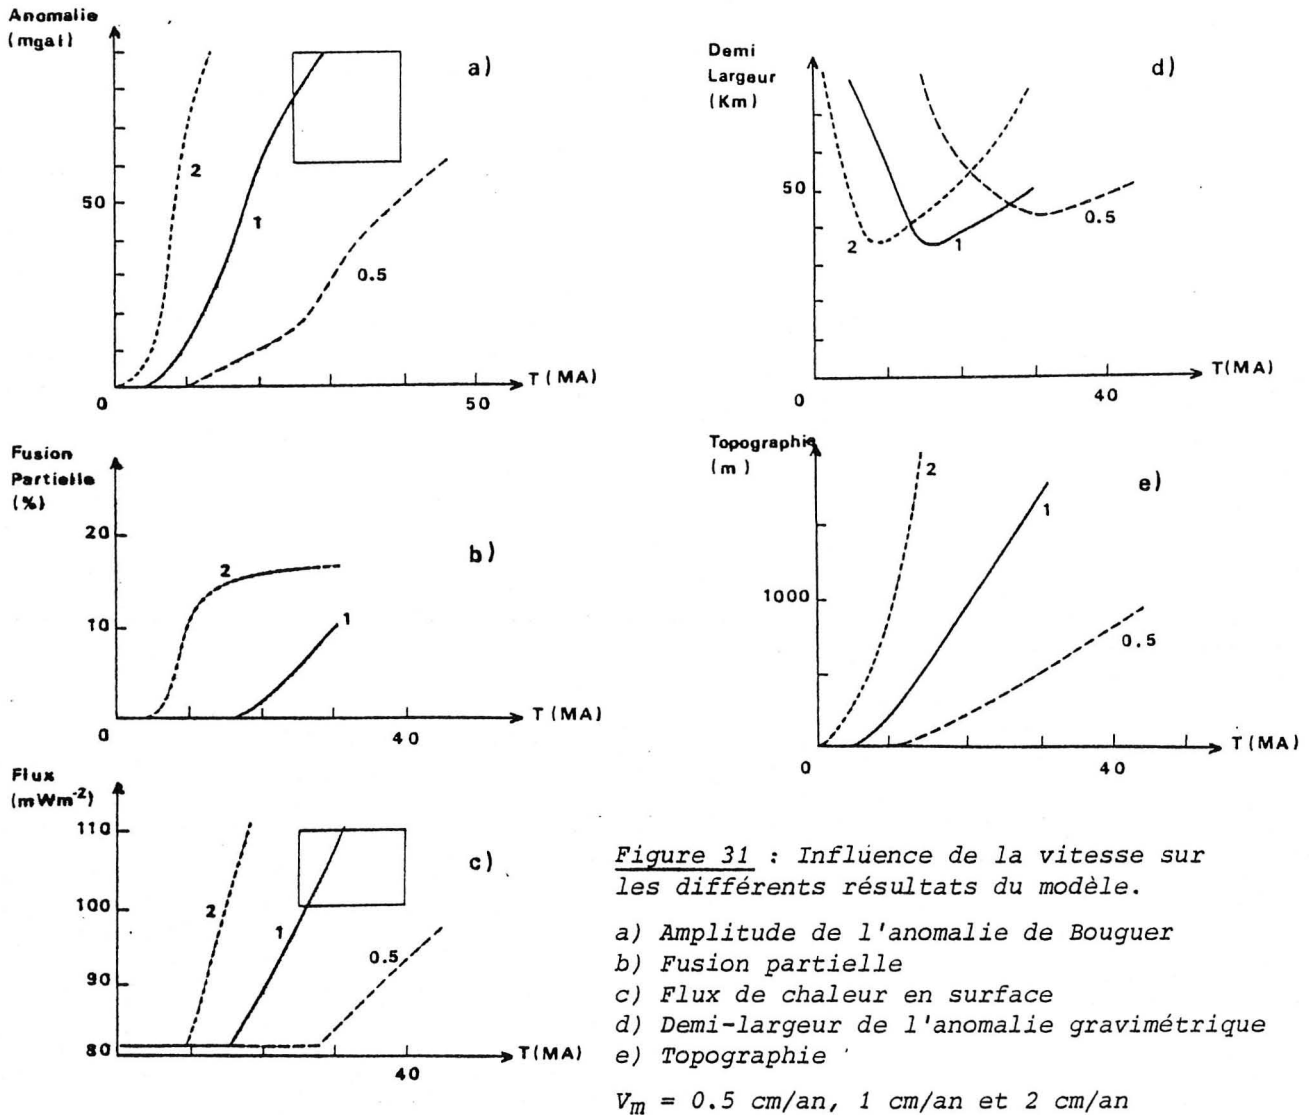 Anomalie
(mgal)
a)
2
1
0.5
50
0
50
T (MA)
Demi
Largeur
(Km)
d)
50
2
1
0.5
0
40
T(MA)
Fusion
Partielle
(%)
b)
20
10
2
1
0
40
T (MA)
Topographie
(m)
e)
2
1
0.5
1000
0
40
T(MA)
Flux
(mWm-2)
c)
110
100
90
80
2
1
0.5
40
T(MA)
Figure 31 : Influence de la vitesse sur
les différents résultats du modèle.
a) Amplitude de l'anomalie de Bouguer
b) Fusion partielle
c) Flux de chaleur en surface
d) Demi-largeur de l'anomalie gravimétrique
e) Topographie
Vm = 0.5 cm/an, 1 cm/an et 2 cm/an